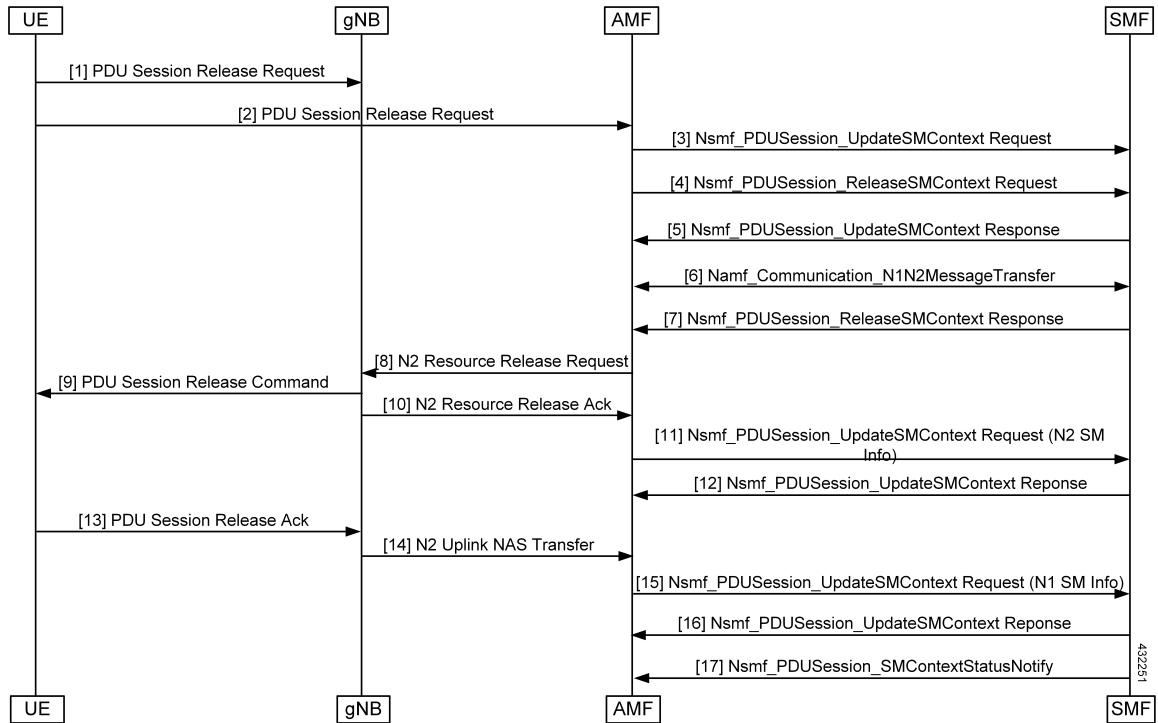 UE
gNB
AMF
SMF
[1] PDU Session Release Request
[2] PDU Session Release Request
[3] Nsmf_PDUSession_UpdateSMContext Request
[4] Nsmf_PDUSession_ReleaseSMContext Request
[5] Nsmf_PDUSession_UpdateSMContext Response
[6] Namf_Communication_N1N2MessageTransfer
[7] Nsmf_PDUSession_ReleaseSMContext Response
[8] N2 Resource Release Request
[9] PDU Session Release Command
[10] N2 Resource Release Ack
[11] Nsmf_PDUSession_UpdateSMContext Request (N2 SM
Info)
[12] Nsmf_PDUSession_UpdateSMContext Reponse
[13] PDU Session Release Ack
[14] N2 Uplink NAS Transfer
[15] Nsmf_PDUSession_UpdateSMContext Request (N1 SM Info)
[16] Nsmf_PDUSession_UpdateSMContext Reponse
[17] Nsmf_PDUSession_SMContextStatusNotify
432251
UE
gNB
AMF
SMF